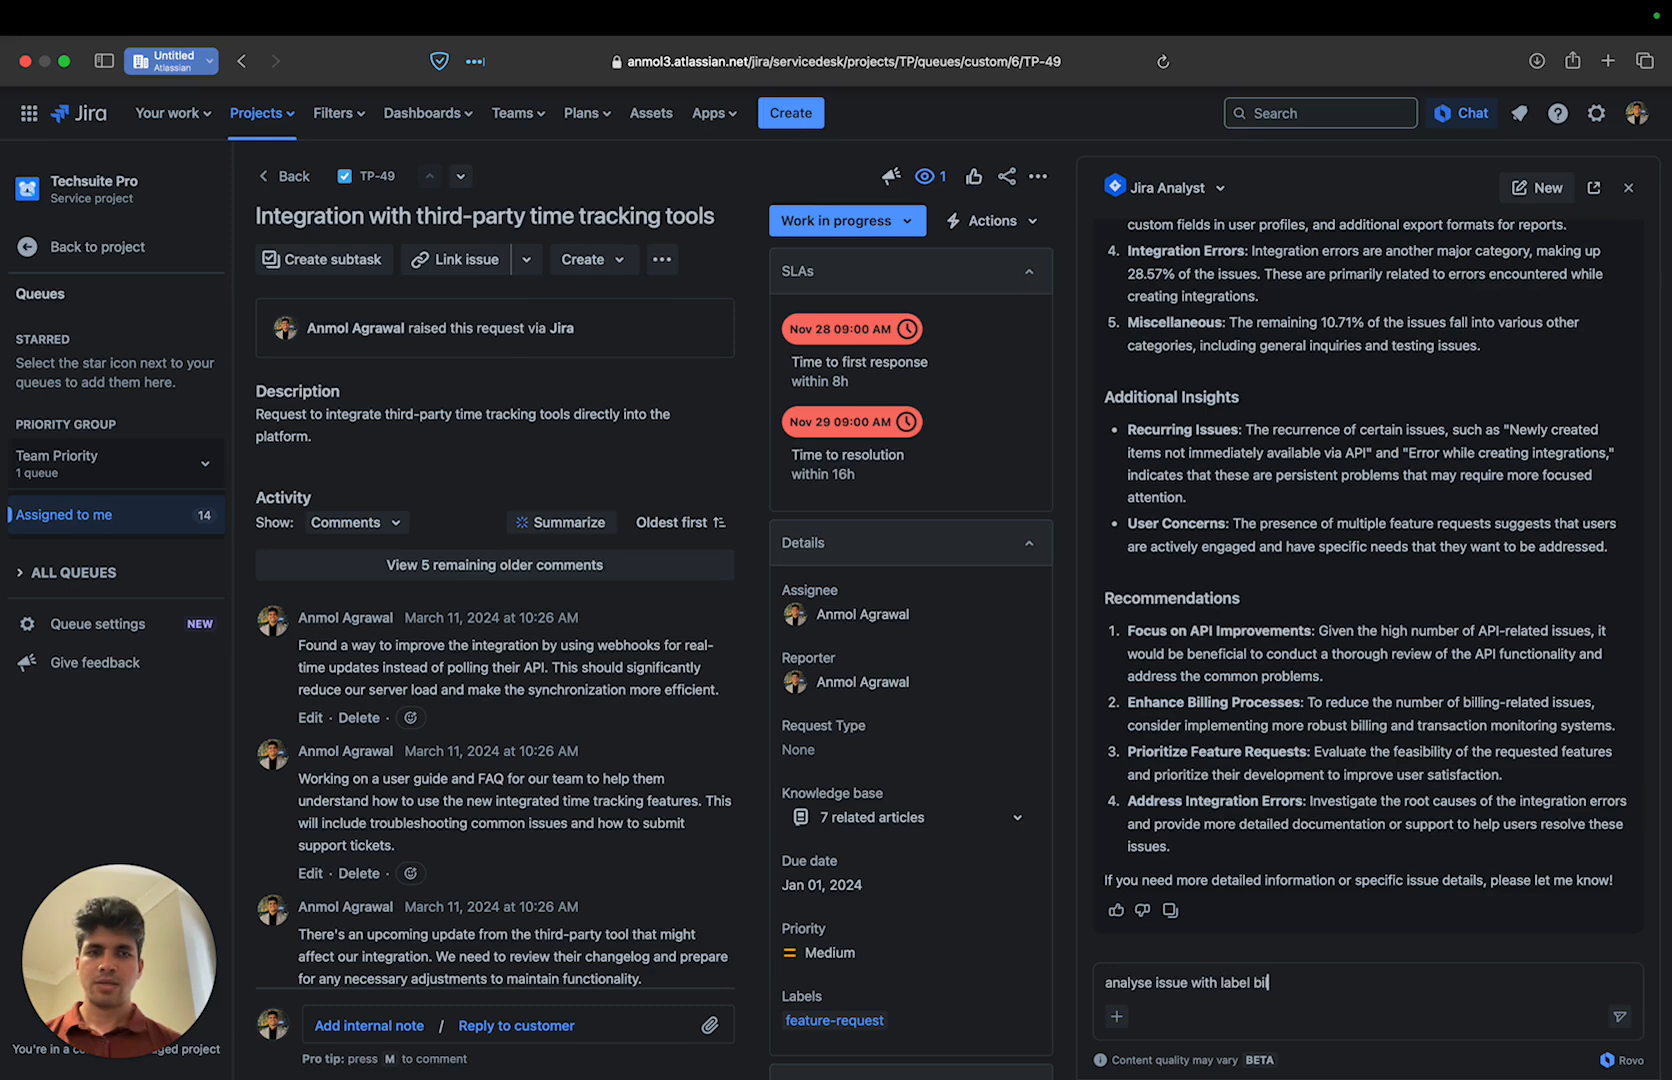 Untitled
Atlassian
anmol3.atlassian.net/jira/servicedesk/projects/TP/queues/custom/6/TP-49
Jira
Your work
Projects
Filters
Dashboards
Teams
Plans
Assets
Apps
Create
Search
Chat
Techsuite Pro
Service project
Back to project
Queues
STARRED
Select the star icon next to your
queues to add them here.
PRIORITY GROUP
Team Priority
1 queue
Assigned to me 14
ALL QUEUES
Queue settings NEW
Give feedback
You're in a
aged project
Back
TP-49
1
Integration with third-party time tracking tools
Create subtask
Link issue
Create
Anmol Agrawal raised this request via Jira
Description
Request to integrate third-party time tracking tools directly into the
platform.
Activity
Show: Comments
Summarize
Oldest first
View 5 remaining older comments
Anmol Agrawal March 11, 2024 at 10:26 AM
Found a way to improve the integration by using webhooks for real-
time updates instead of polling their API. This should significantly
reduce our server load and make the synchronization more efficient.
Edit · Delete ·
Anmol Agrawal March 11, 2024 at 10:26 AM
Working on a user guide and FAQ for our team to help them
understand how to use the new integrated time tracking features. This
will include troubleshooting common issues and how to submit
support tickets.
Edit · Delete ·
Anmol Agrawal March 11, 2024 at 10:26 AM
There's an upcoming update from the third-party tool that might
affect our integration. We need to review their changelog and prepare
for any necessary adjustments to maintain functionality.
Add internal note / Reply to customer
Pro tip: press M to comment
Work in progress
Actions
SLAs
Nov 28 09:00 AM
Time to first response
within 8h
Nov 29 09:00 AM
Time to resolution
within 16h
Details
Assignee
Anmol Agrawal
Reporter
Anmol Agrawal
Request Type
None
Knowledge base
7 related articles
Due date
Jan 01, 2024
Priority
Medium
Labels
feature-request
Jira Analyst
New
custom fields in user profiles, and additional export formats for reports.
4. Integration Errors: Integration errors are another major category, making up
28.57% of the issues. These are primarily related to errors encountered while
creating integrations.
5. Miscellaneous: The remaining 10.71% of the issues fall into various other
categories, including general inquiries and testing issues.
Additional Insights
• Recurring Issues: The recurrence of certain issues, such as "Newly created
items not immediately available via API" and "Error while creating integrations,"
indicates that these are persistent problems that may require more focused
attention.
• User Concerns: The presence of multiple feature requests suggests that users
are actively engaged and have specific needs that they want to be addressed.
Recommendations
1. Focus on API Improvements: Given the high number of API-related issues, it
would be beneficial to conduct a thorough review of the API functionality and
address the common problems.
2. Enhance Billing Processes: To reduce the number of billing-related issues,
consider implementing more robust billing and transaction monitoring systems.
3. Prioritize Feature Requests: Evaluate the feasibility of the requested features
and prioritize their development to improve user satisfaction.
4. Address Integration Errors: Investigate the root causes of the integration errors
and provide more detailed documentation or support to help users resolve these
issues.
If you need more detailed information or specific issue details, please let me know!
analyse issue with label bil
Content quality may vary BETA
Rovo